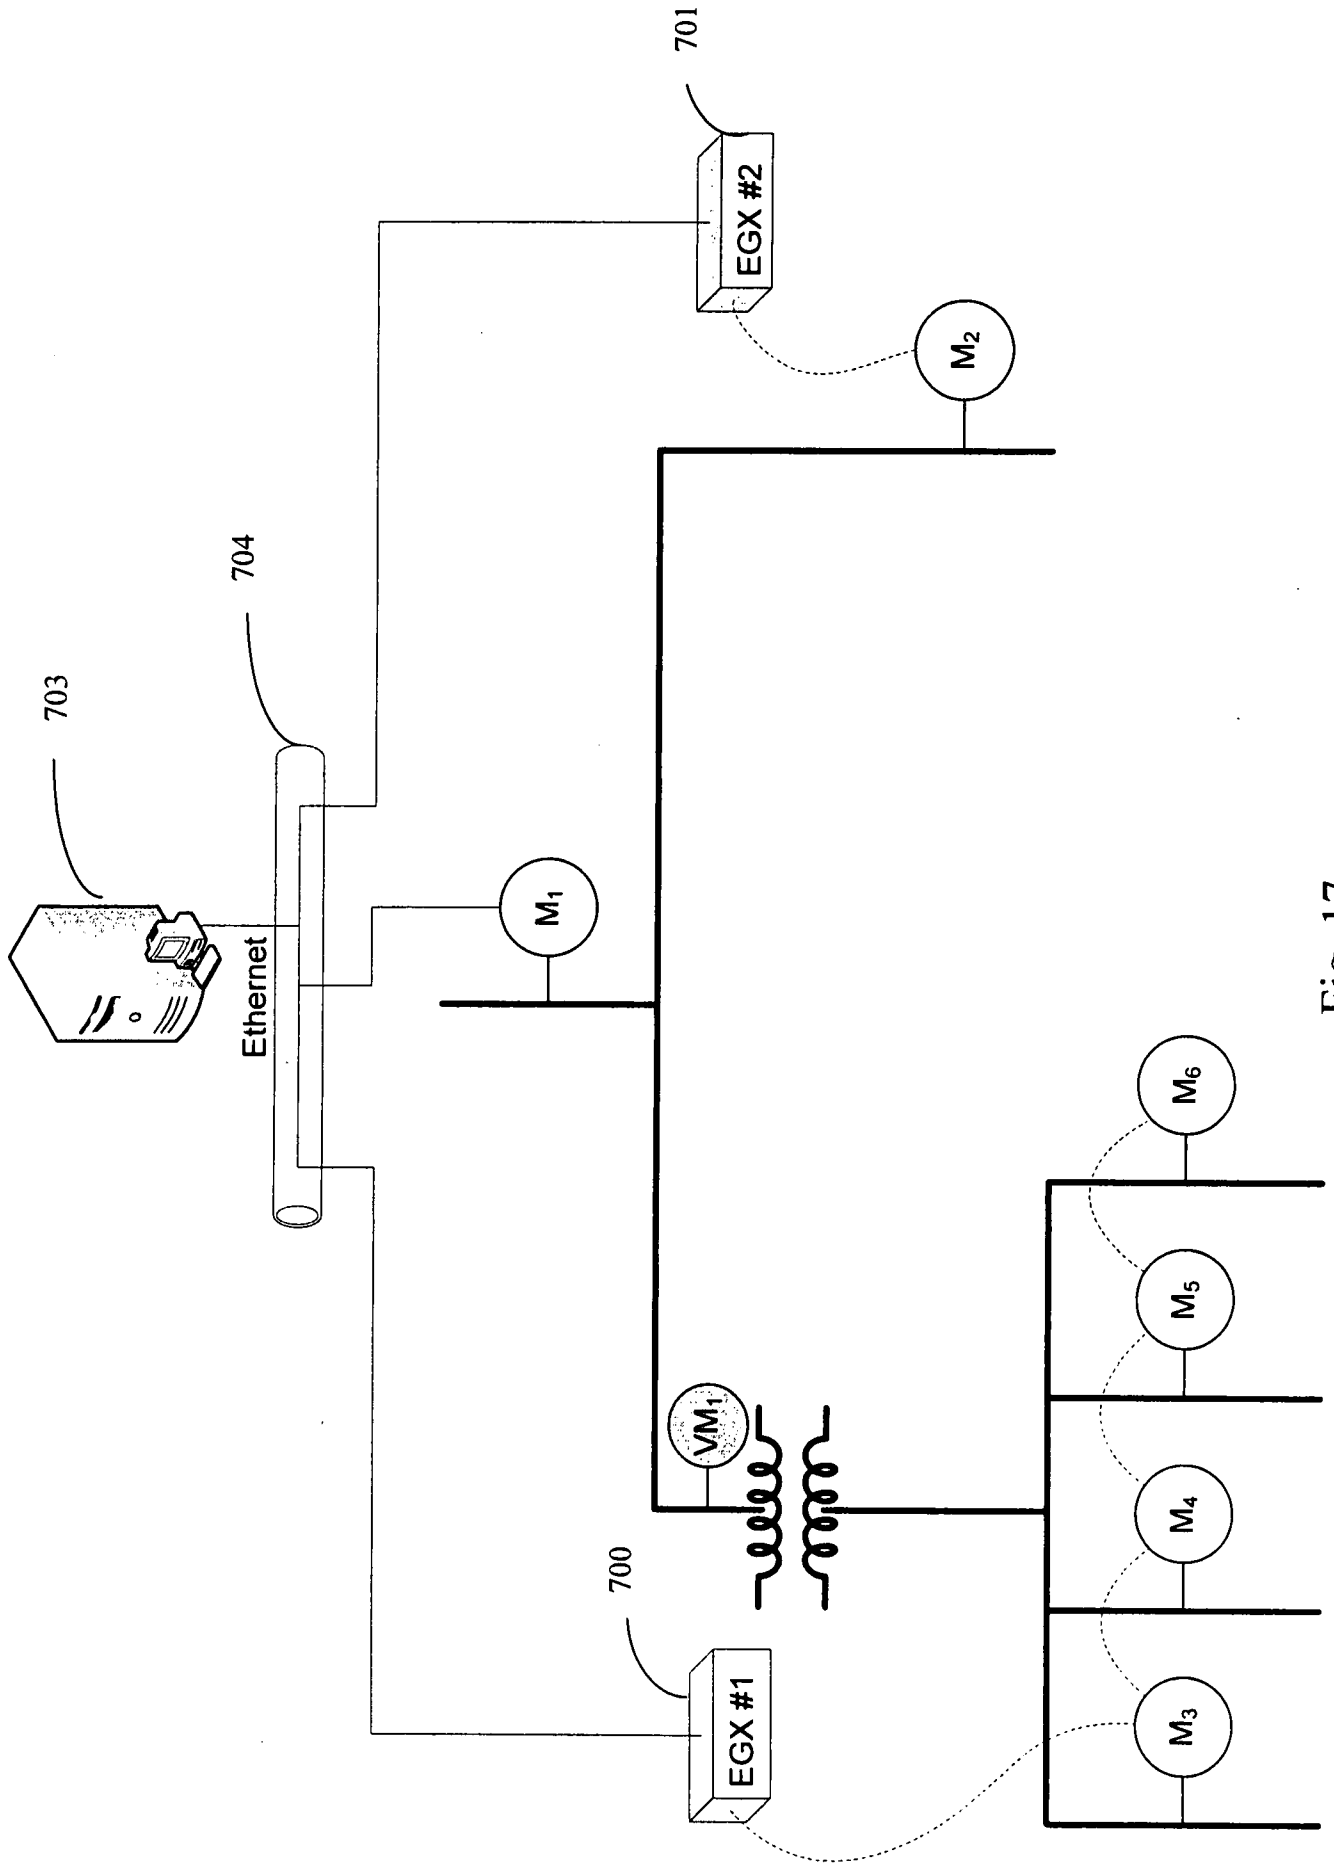 703
704
Ethernet
M₁
700
701
VM₁
EGX #1
EGX #2
M₂
M₃
M₄
M₅
M₆
Fig. 17